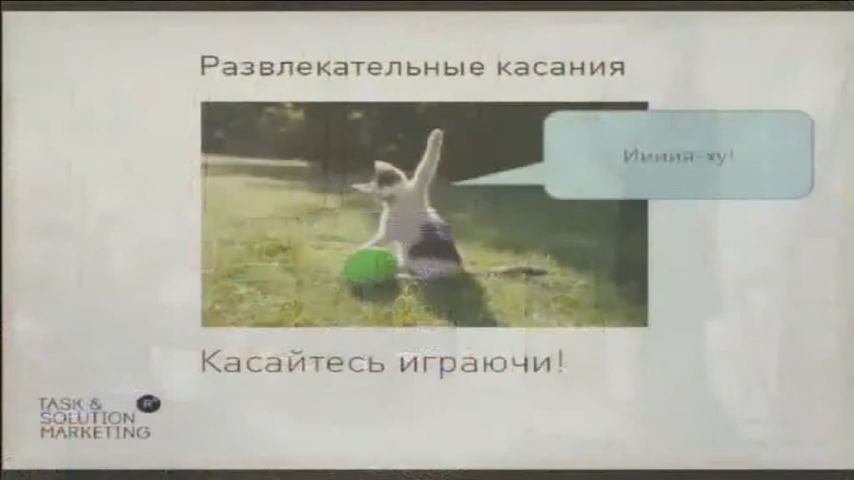 Развлекательные касания
Иииия-ху!
Касайтесь играючи!
TASK &
SOLUTION
MARKETING
R